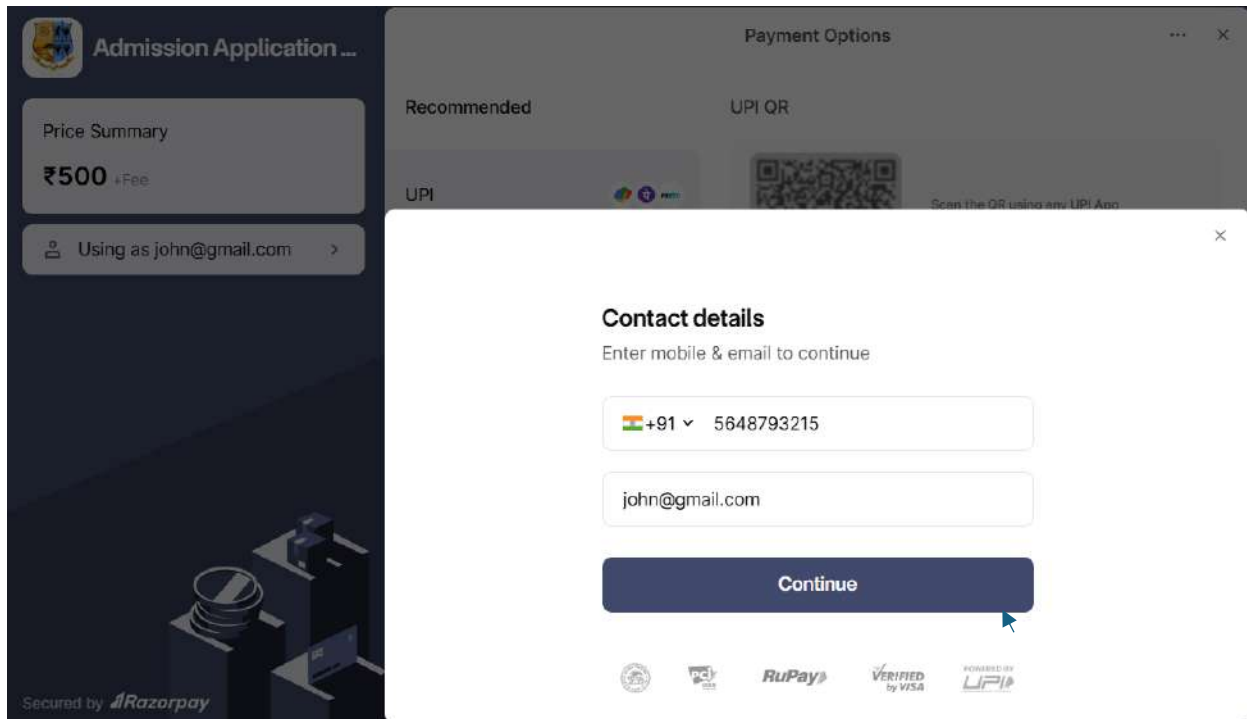 Admission Application ...
Price Summary
₹500 +Fee
Using as john@gmail.com
Secured by Razorpay
Payment Options
Recommended
UPI QR
UPI
Scan the QR using any UPI App
Contact details
Enter mobile & email to continue
+91 5648793215
john@gmail.com
Continue
RuPay
VERIFIED
by VISA
POWERED BY
UPI